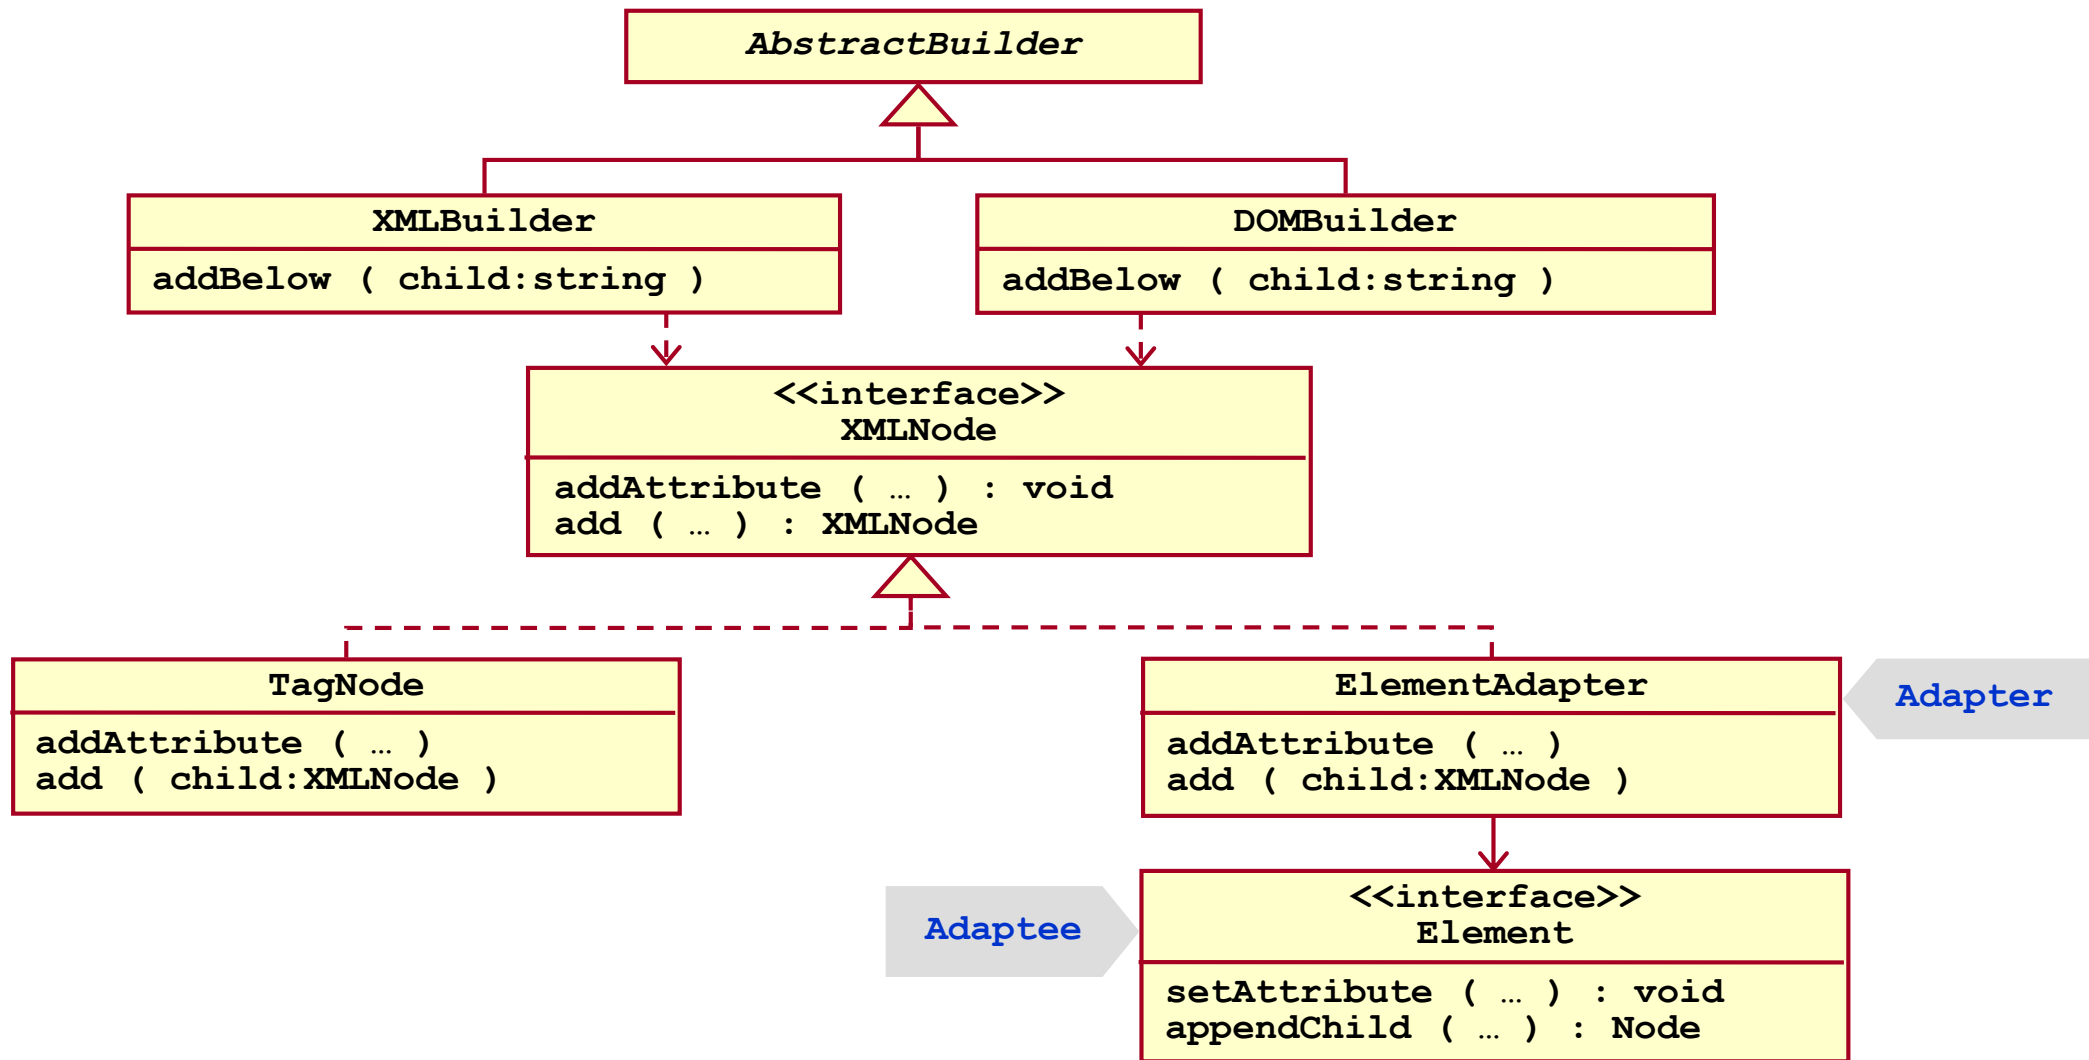 AbstractBuilder
XMLBuilder
addBelow ( child:string )
DOMBuilder
addBelow ( child:string )
<<interface>>
XMLNode
addAttribute ( … ) : void
add ( … ) : XMLNode
TagNode
addAttribute ( … )
add ( child:XMLNode )
ElementAdapter
addAttribute ( … )
add ( child:XMLNode )
Adapter
Adaptee
<<interface>>
Element
setAttribute ( … ) : void
appendChild ( … ) : Node